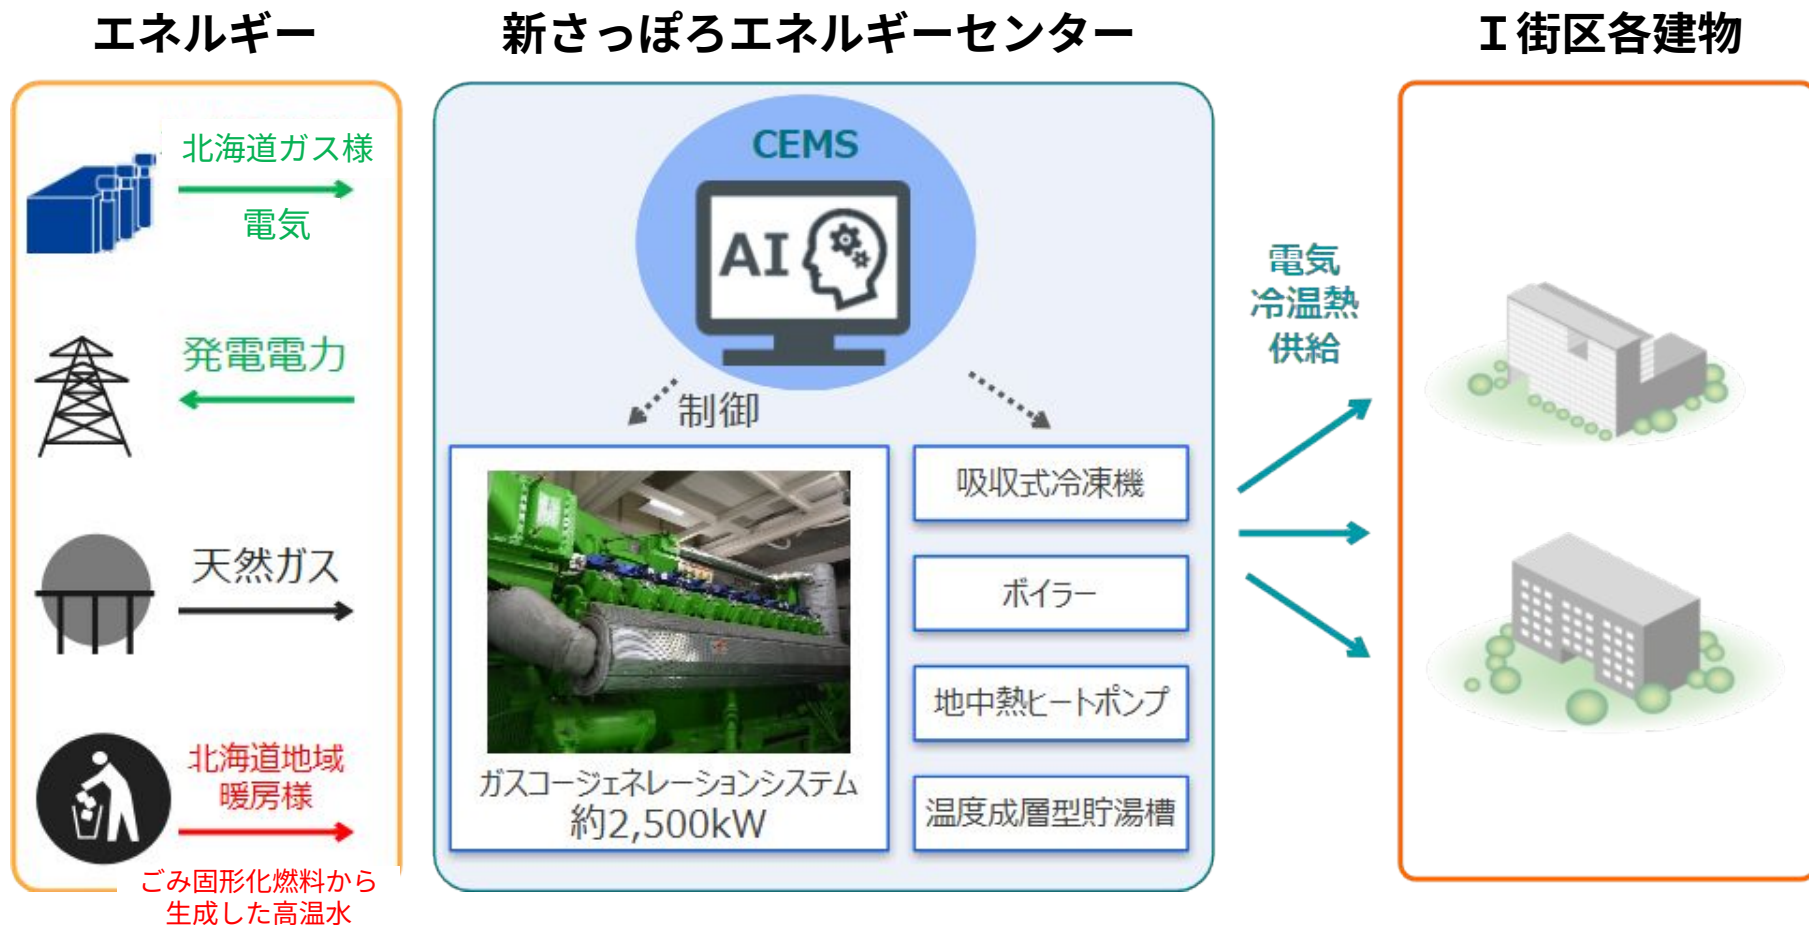 エネルギー
新さっぽろエネルギーセンター
Ⅰ街区各建物
北海道ガス様
電気
発電電力
天然ガス
北海道地域
暖房様
ごみ固形化燃料から
生成した高温水
CEMS
AI
制御
ガスコージェネレーションシステム
約2,500kW
吸収式冷凍機
ボイラー
地中熱ヒートポンプ
温度成層型貯湯槽
電気
冷温熱
供給